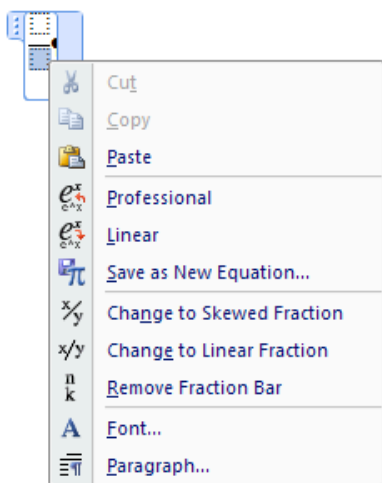 Cut
Copy
Paste
Professional
Linear
Save as New Equation...
Change to Skewed Fraction
Change to Linear Fraction
Remove Fraction Bar
Font...
Paragraph...